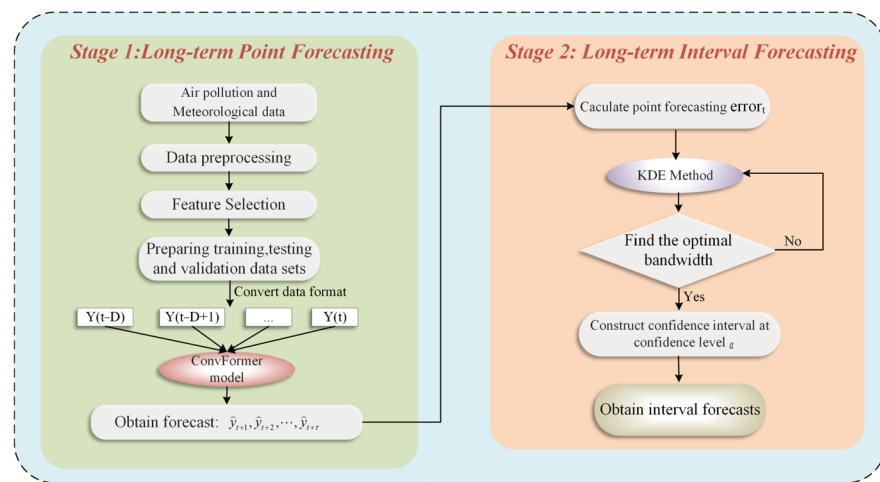 Stage 1:Long-term Point Forecasting
Air pollution and
Meteorological data
Data preprocessing
Feature Selection
Preparing training,testing
and validation data sets
Convert data format
Y(t-D)
Y(t-D+1)
...
Y(t)
ConvFormer
model
Obtain forecast: ŷₜ₊₁, ŷₜ₊₂, ⋯, ŷₜ₊τ
Stage 2: Long-term Interval Forecasting
Caculate point forecasting errorₜ
KDE Method
Find the optimal
bandwidth
No
Yes
Construct confidence interval at
confidence level α
Obtain interval forecasts